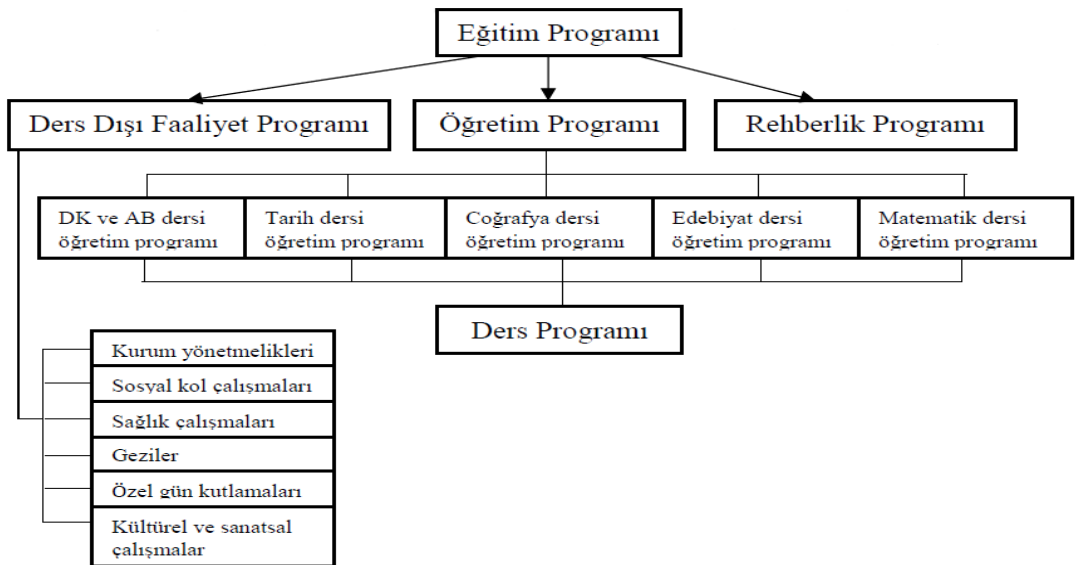 Eğitim Programı
Ders Dışı Faaliyet Programı
Öğretim Programı
Rehberlik Programı
DK ve AB dersi
öğretim programı
Tarih dersi
öğretim programı
Coğrafya dersi
öğretim programı
Edebiyat dersi
öğretim programı
Matematik dersi
öğretim programı
Ders Programı
Kurum yönetmelikleri
Sosyal kol çalışmaları
Sağlık çalışmaları
Geziler
Özel gün kutlamaları
Kültürel ve sanatsal
çalışmalar